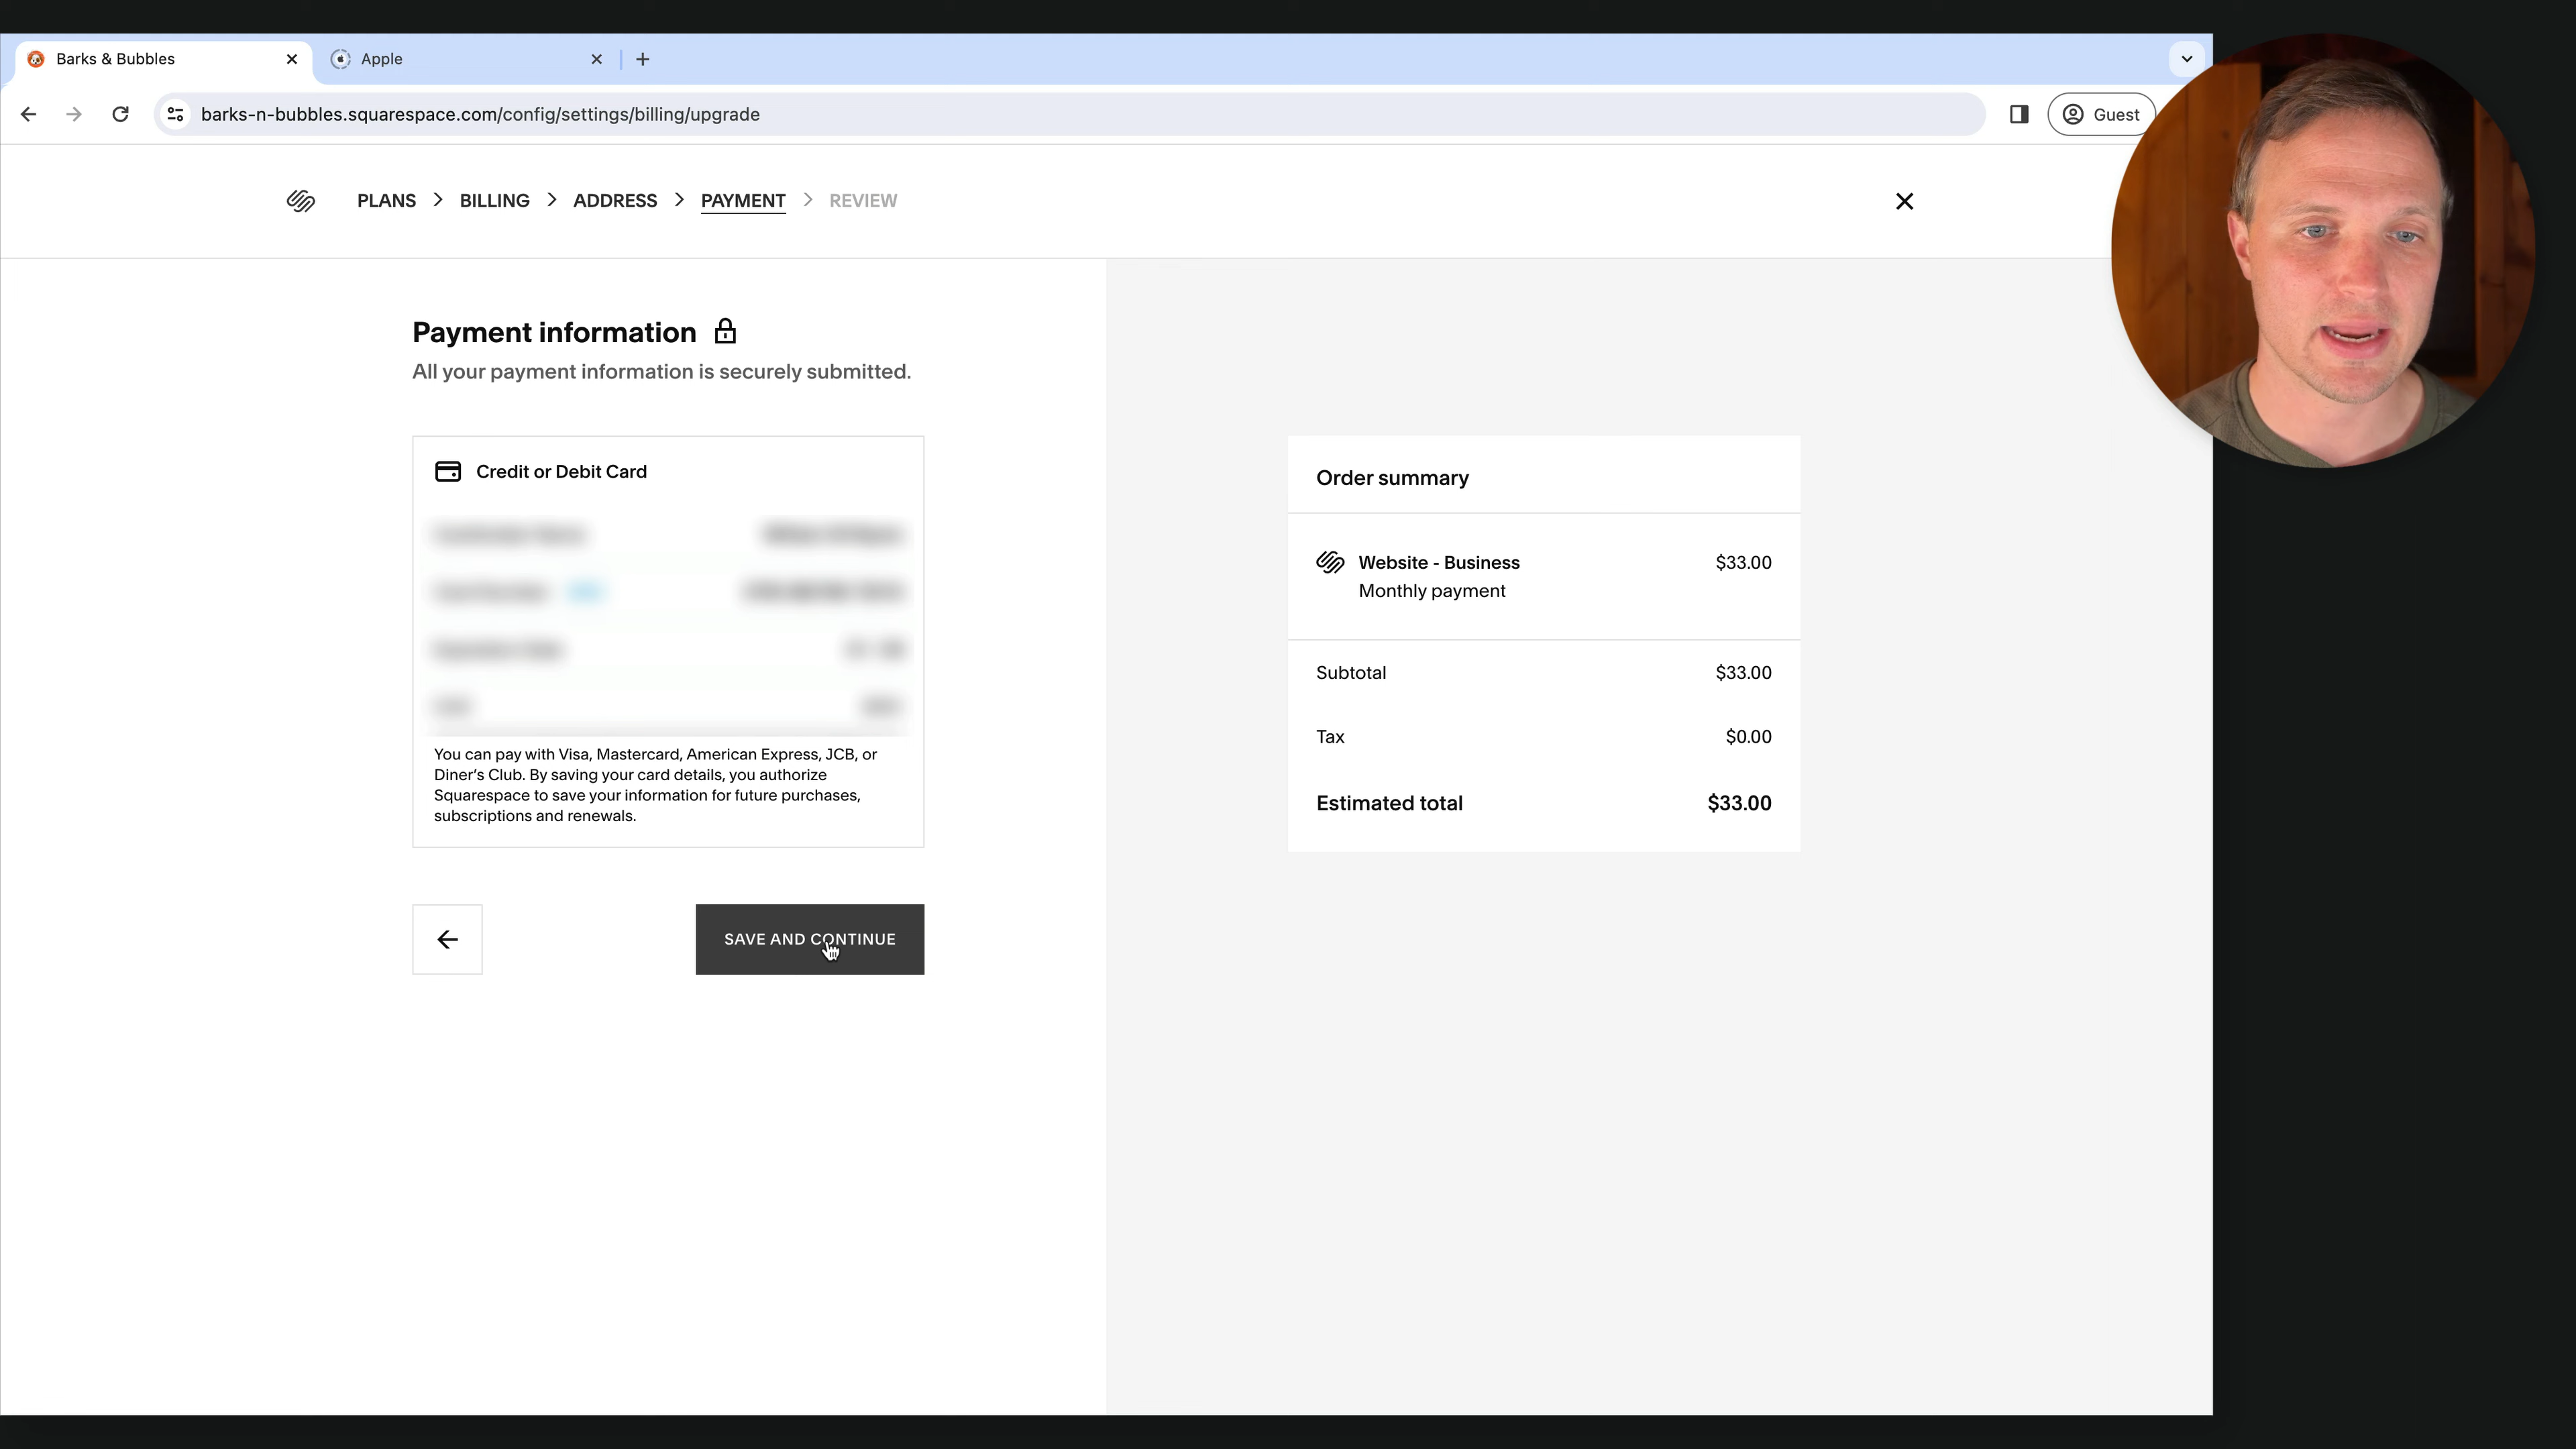 Barks & Bubbles
Apple
barks-n-bubbles.squarespace.com/config/settings/billing/upgrade
Guest
PLANS > BILLING > ADDRESS > PAYMENT > REVIEW
Payment information
All your payment information is securely submitted.
Credit or Debit Card
You can pay with Visa, Mastercard, American Express, JCB, or
Diner's Club. By saving your card details, you authorize
Squarespace to save your information for future purchases,
subscriptions and renewals.
SAVE AND CONTINUE
Order summary
Website - Business $33.00
Monthly payment
Subtotal $33.00
Tax $0.00
Estimated total $33.00